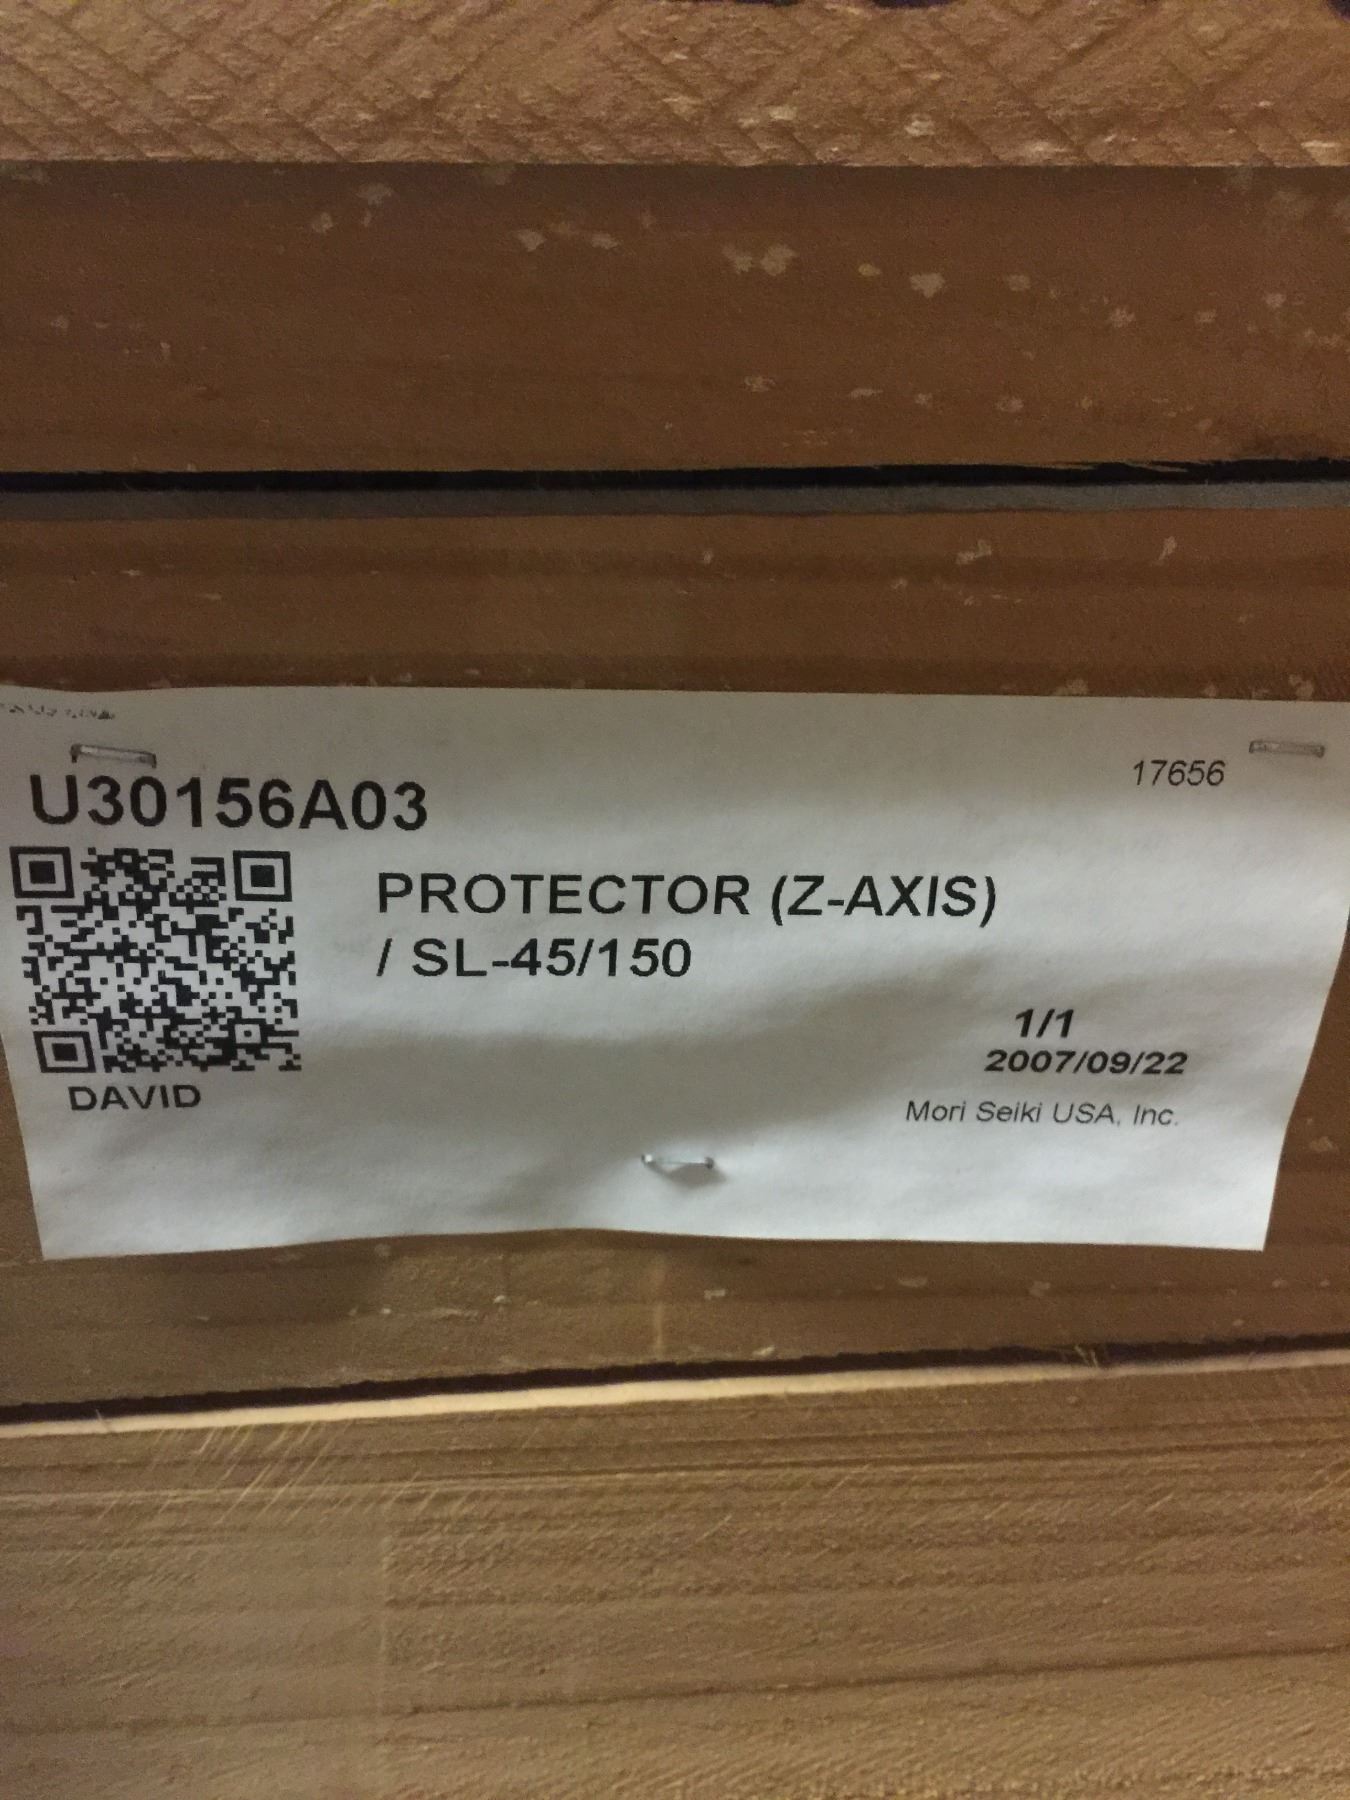 U30156A03
17656
PROTECTOR (Z-AXIS)
/ SL-45/150
1/1
2007/09/22
DAVID
Mori Seiki USA, Inc.